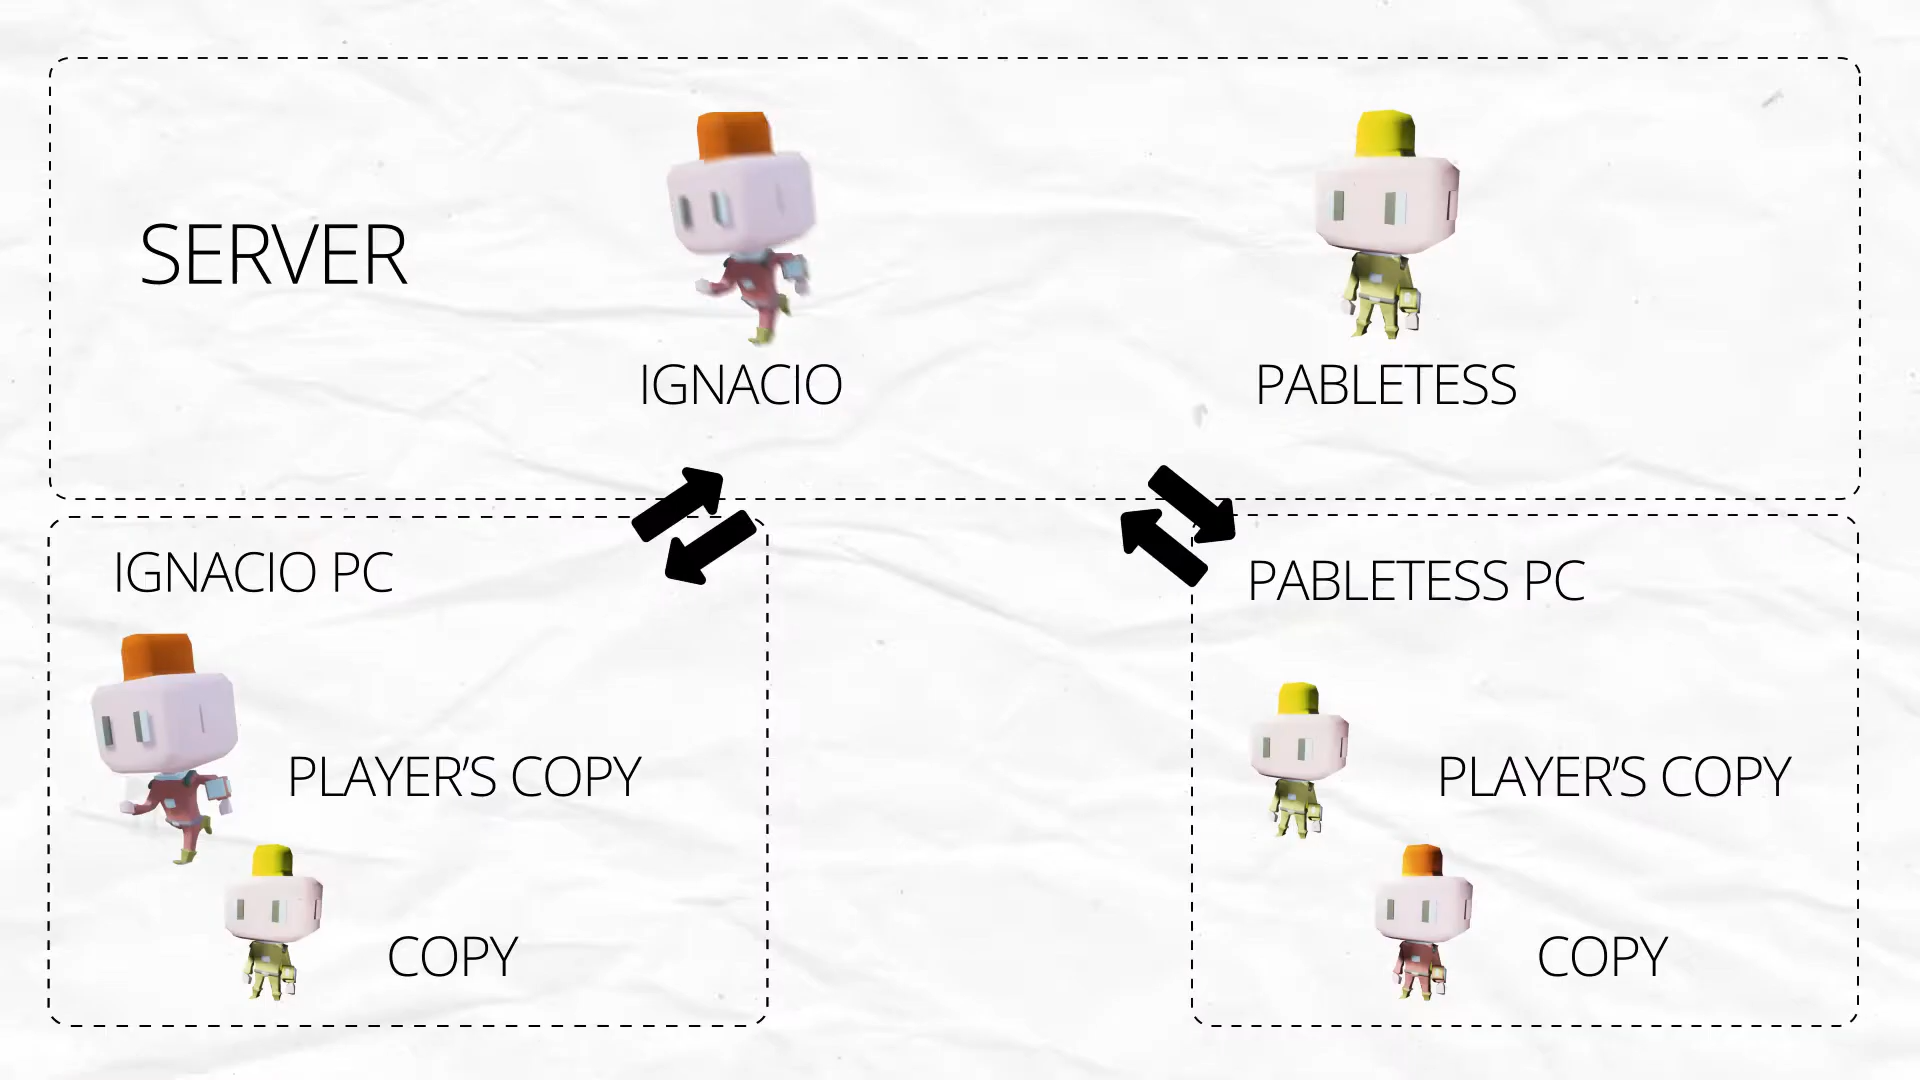 SERVER
IGNACIO
PABLETESS
IGNACIO PC
PLAYER’S COPY
COPY
PABLETESS PC
PLAYER’S COPY
COPY